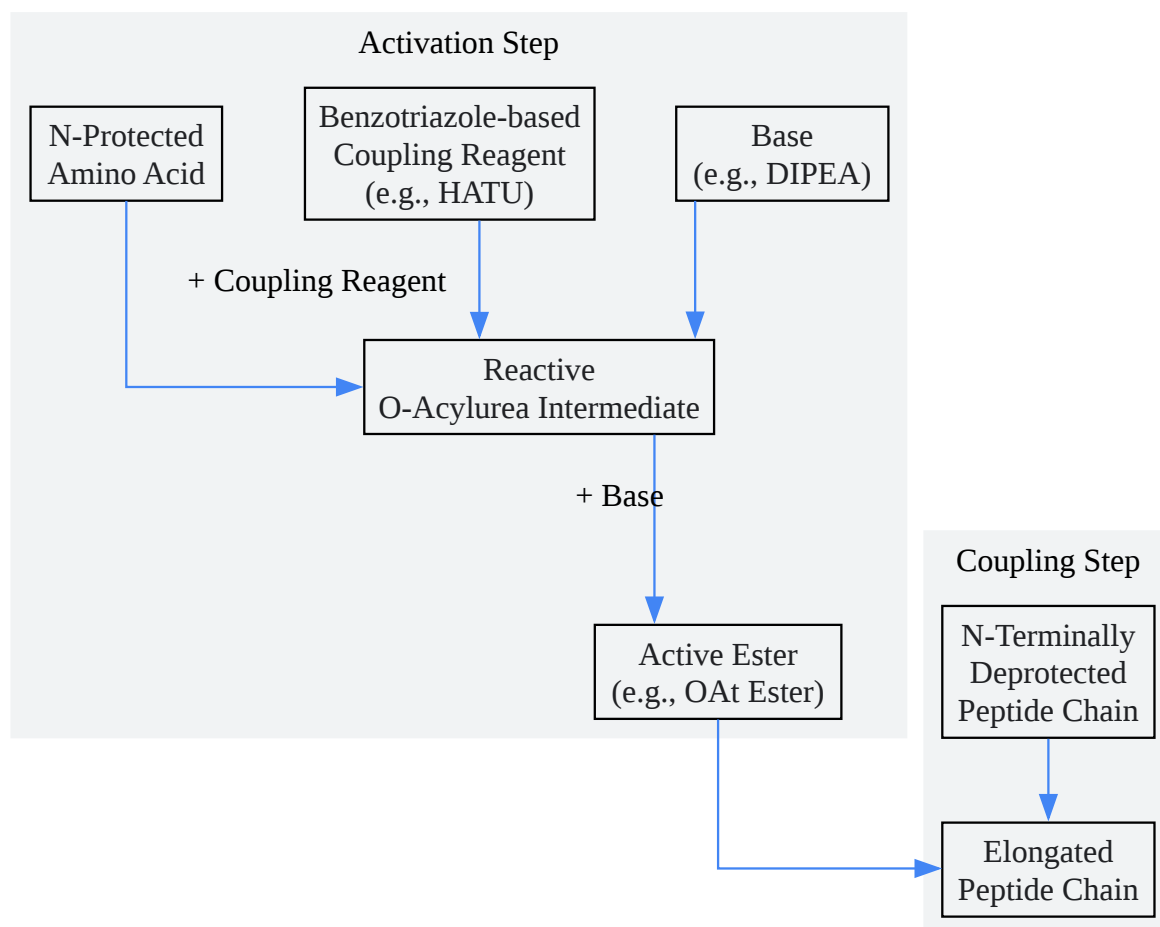 Activation Step
N-Protected
Amino Acid
Benzotriazole-based
Coupling Reagent
(e.g., HATU)
Base
(e.g., DIPEA)
+ Coupling Reagent
Reactive
O-Acylurea Intermediate
+ Base
Active Ester
(e.g., OAt Ester)
Coupling Step
N-Terminally
Deprotected
Peptide Chain
Elongated
Peptide Chain